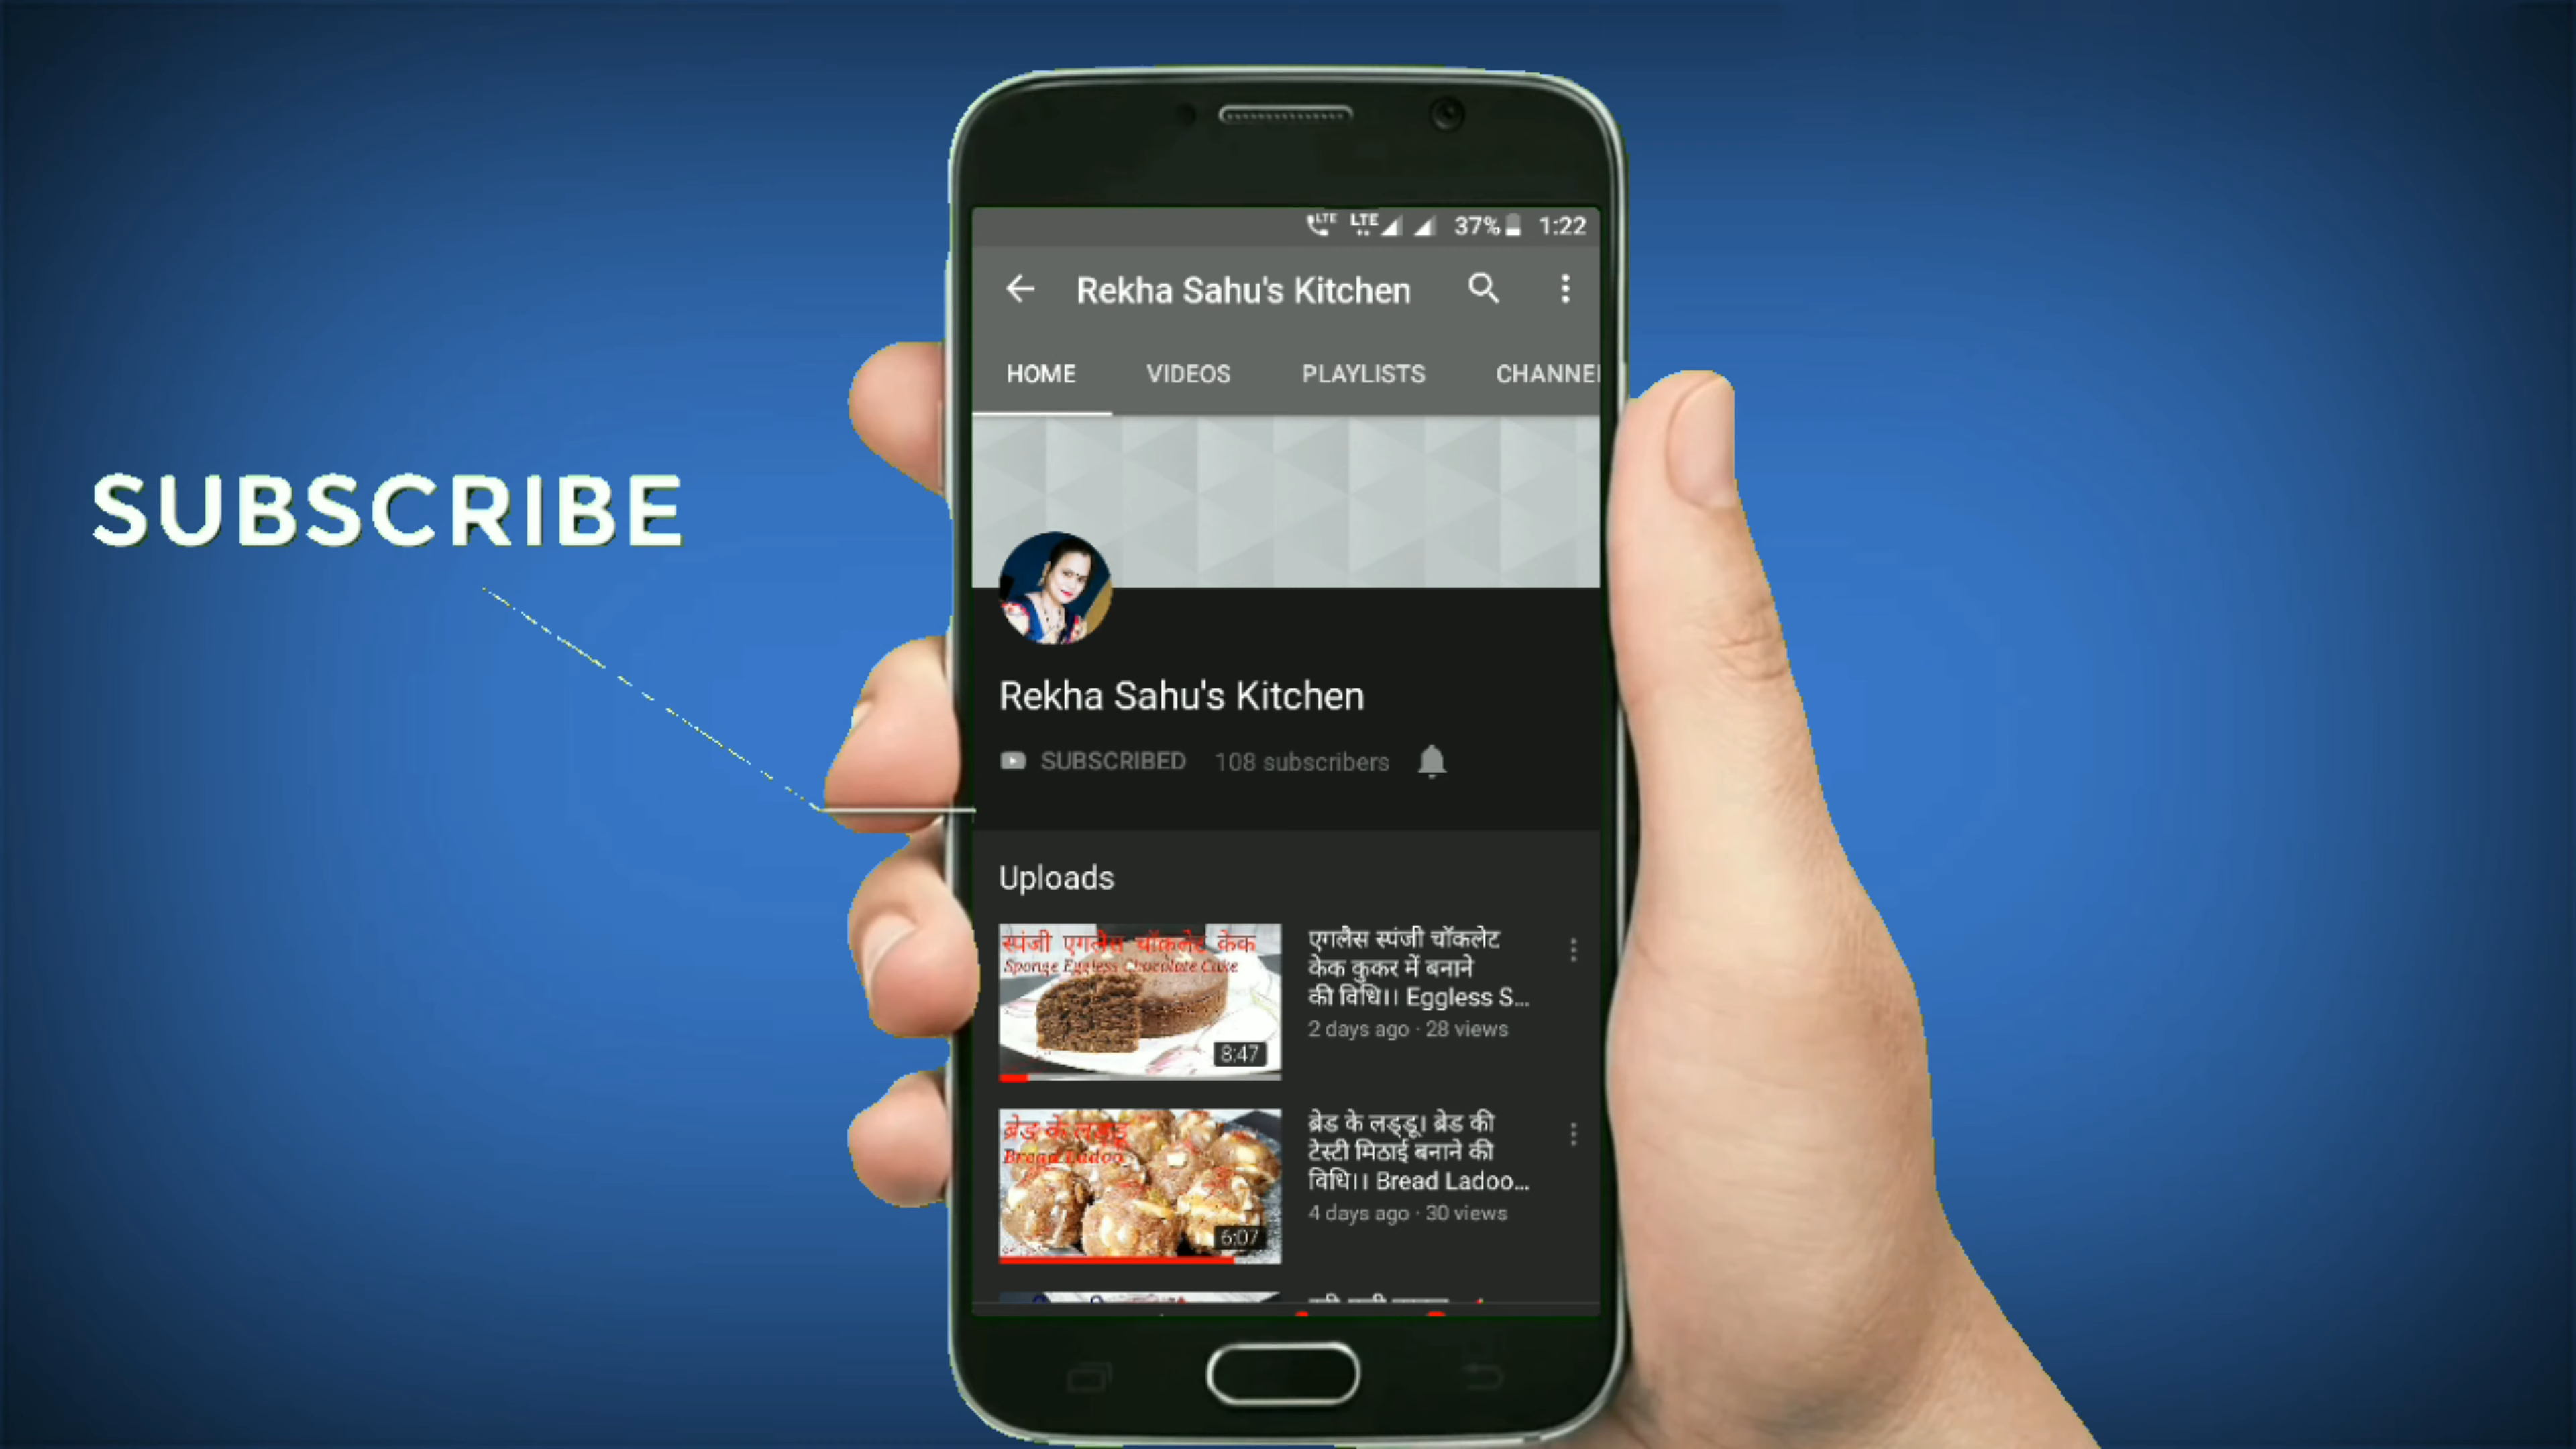 LTE LTE 37% 1:22
Rekha Sahu's Kitchen
HOME VIDEOS PLAYLISTS CHANNE
SUBSCRIBE
Rekha Sahu's Kitchen
SUBSCRIBED 108 subscribers
Uploads
स्पंजी एगलैस चॉकलेट केक
Sponge Eggless Chocolate Cake
8:47
एगलैस स्पंजी चॉकलेट
केक कुकर में बनाने
की विधि।। Eggless S...
2 days ago · 28 views
ब्रेड के लड्डू
Bread Ladoo
6:07
ब्रेड के लड्डू। ब्रेड की
टेस्टी मिठाई बनाने की
विधि।। Bread Ladoo...
4 days ago · 30 views